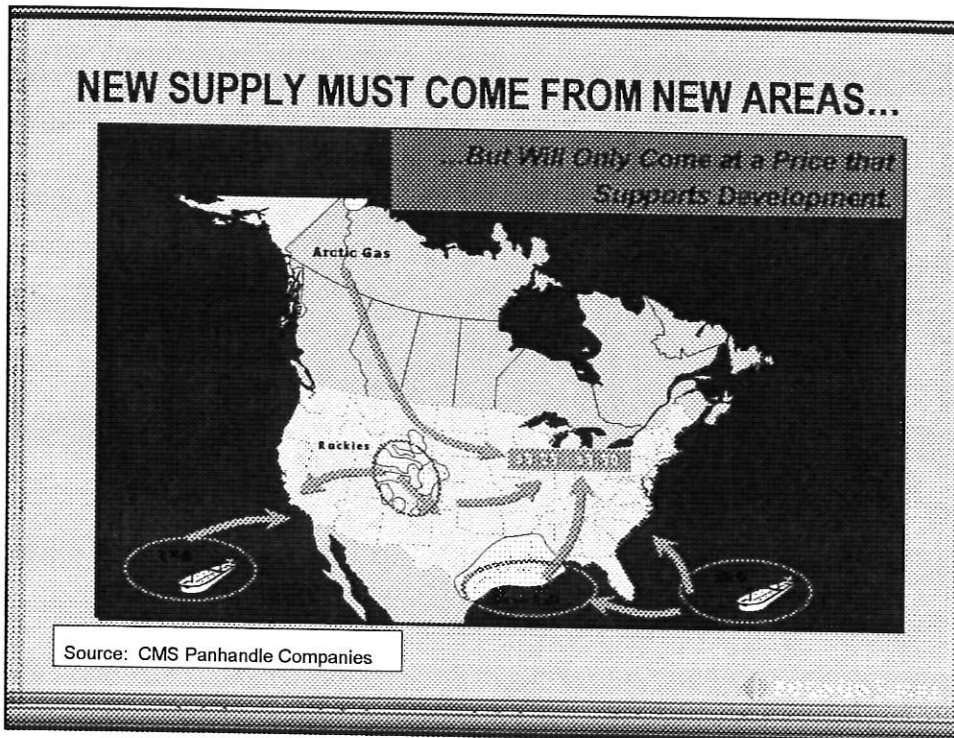 NEW SUPPLY MUST COME FROM NEW AREAS...
...But Will Only Come at a Price that
Supports Development.
Arctic Gas
Rockies
Source: CMS Panhandle Companies